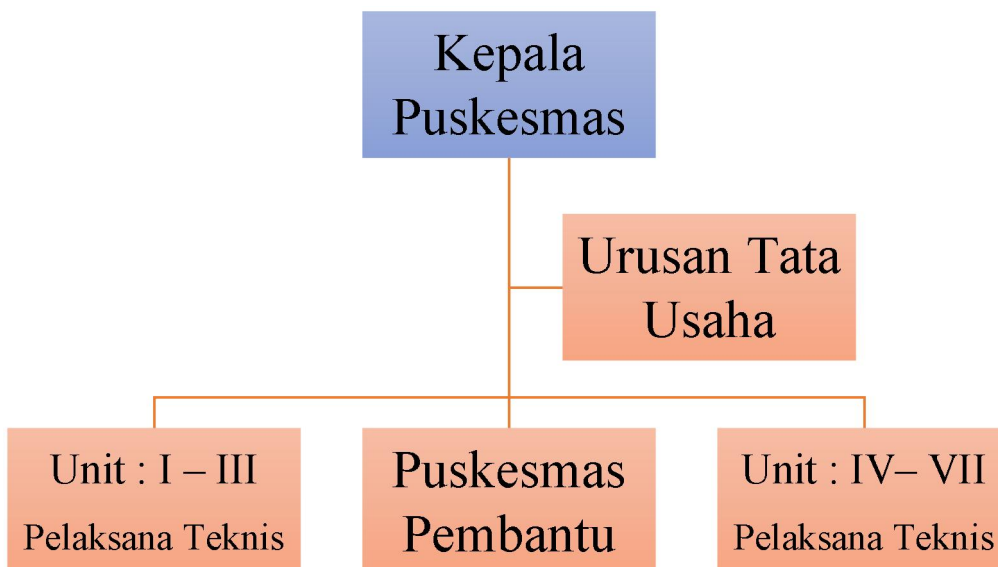 Kepala
Puskesmas
Urusan Tata
Usaha
Unit : I – III
Pelaksana Teknis
Puskesmas
Pembantu
Unit : IV– VII
Pelaksana Teknis